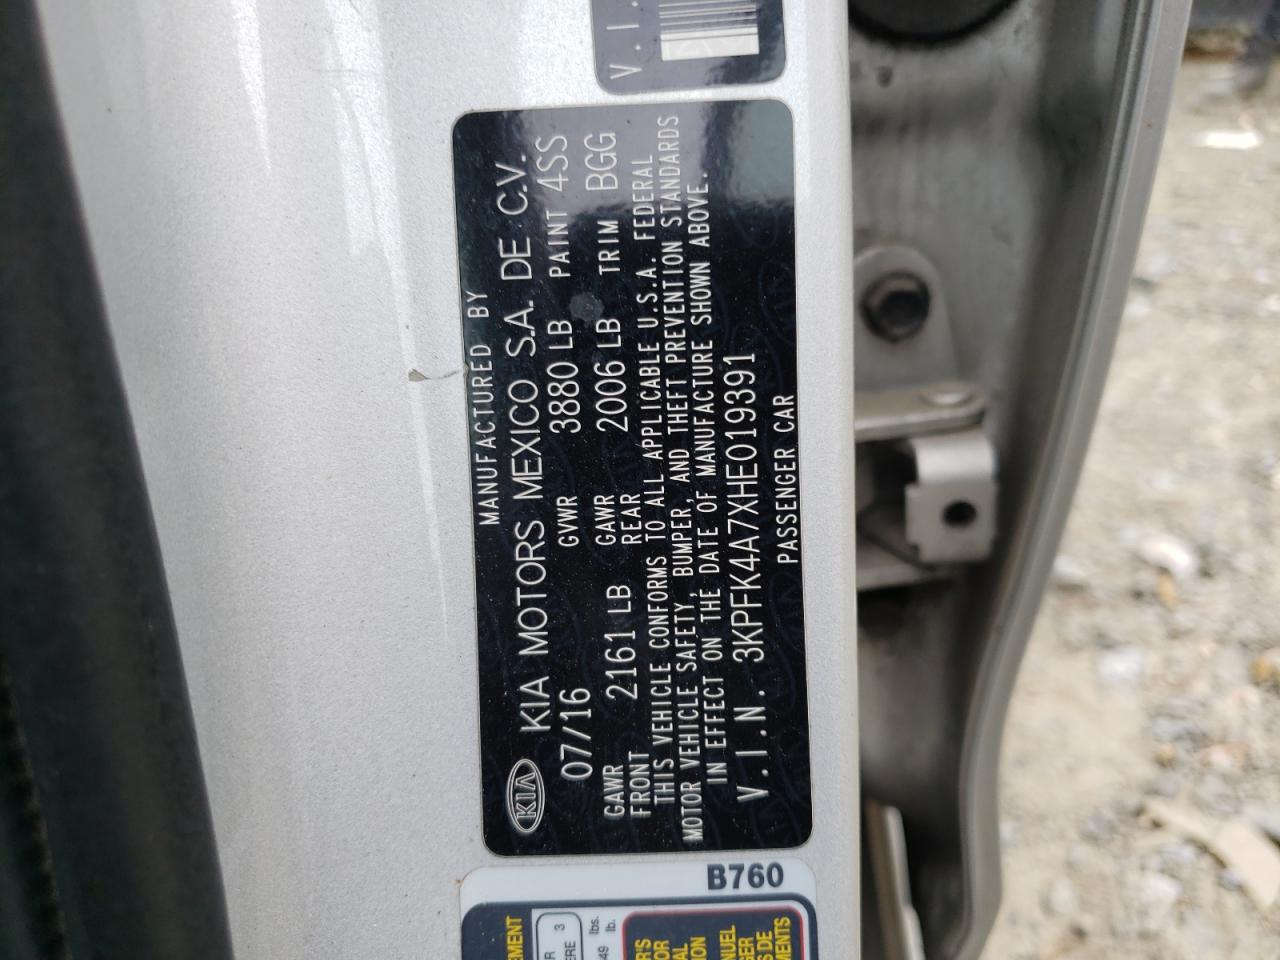 V.I.
MANUFACTURED BY
KIA KIA MOTORS MEXICO S.A. DE C.V.
07/16 GVWR 3880 LB PAINT 4SS
GAWR FRONT 2161 LB GAWR REAR 2006 LB TRIM BGG
THIS VEHICLE CONFORMS TO ALL APPLICABLE U.S.A. FEDERAL
MOTOR VEHICLE SAFETY, BUMPER, AND THEFT PREVENTION STANDARDS
IN EFFECT ON THE DATE OF MANUFACTURE SHOWN ABOVE.
V.I.N. 3KPFK4A7XHE019391
PASSENGER CAR
B760